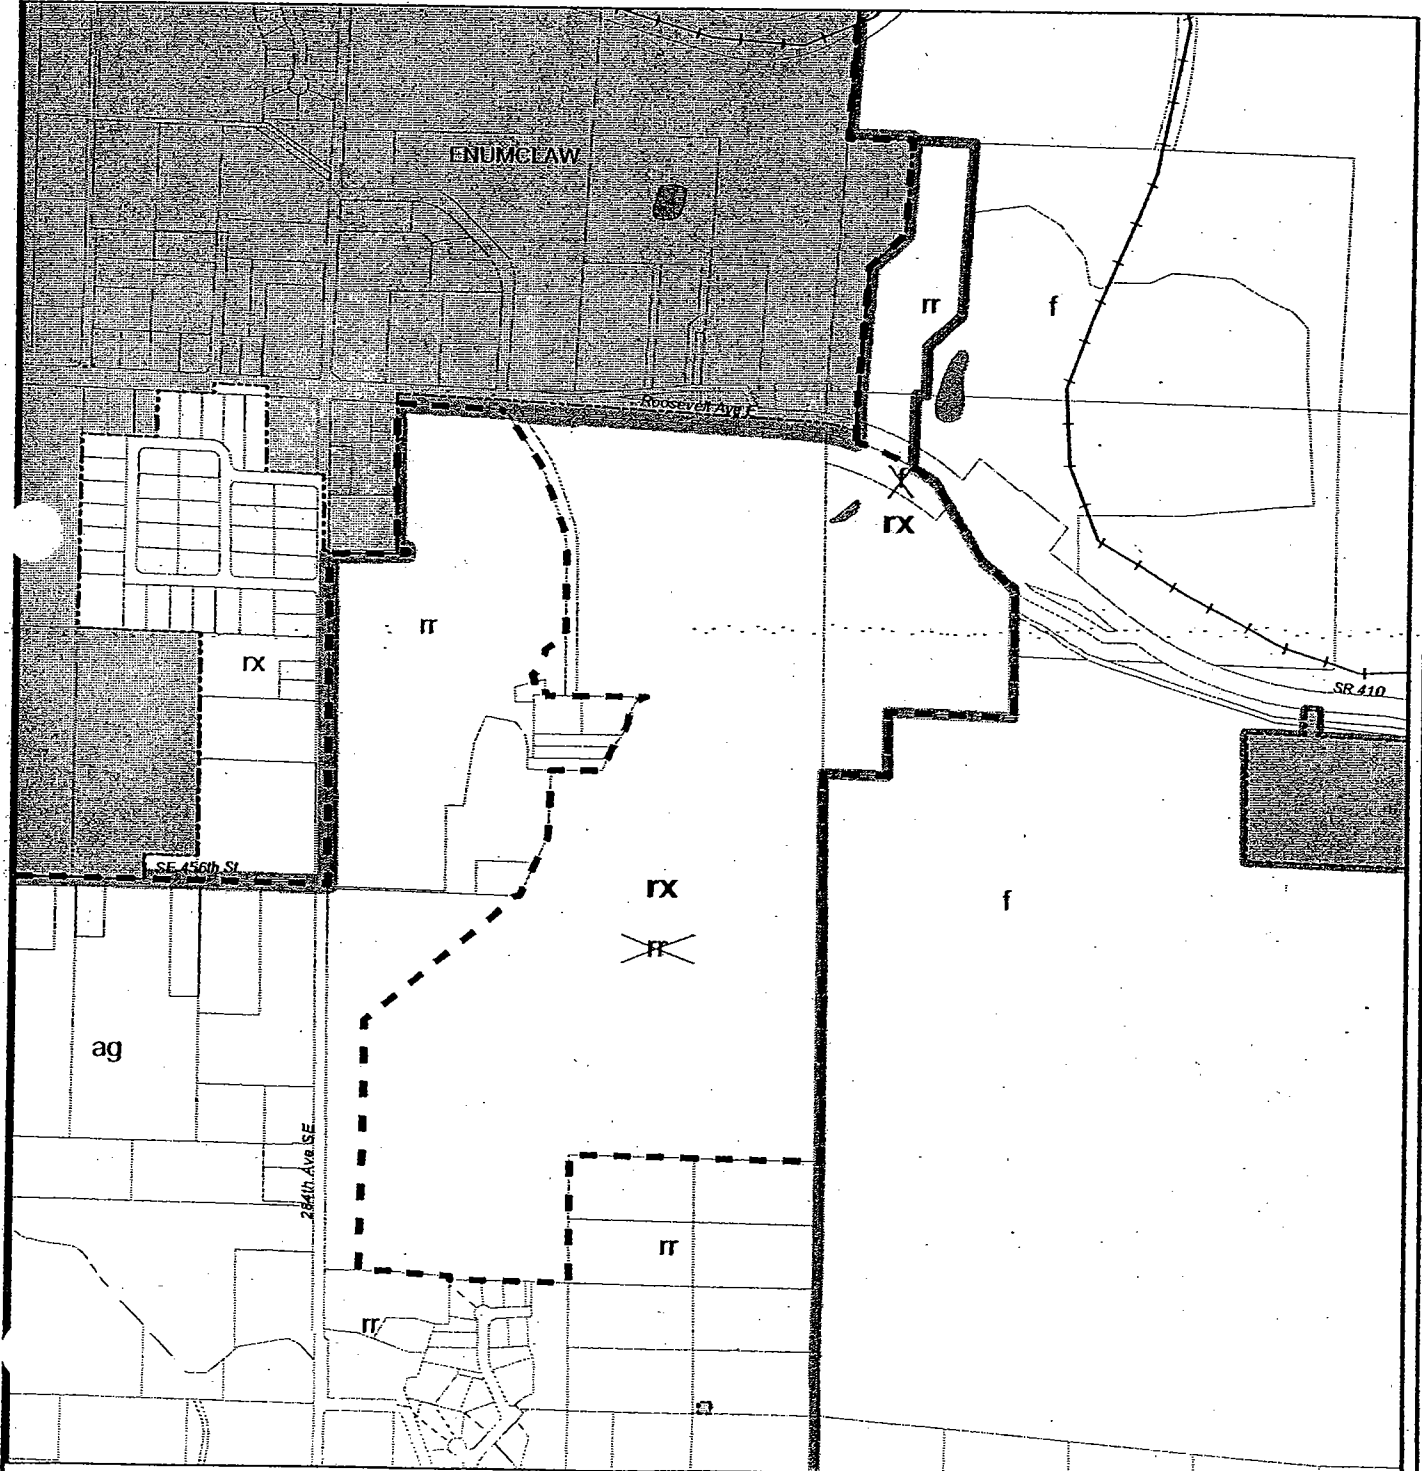 ENUMCLAW
rr
f
Roosevelt Ave E
rx
rr
rx
SR 410
SE 456th St
rx
rr
f
ag
284th Ave SE
rr
rr